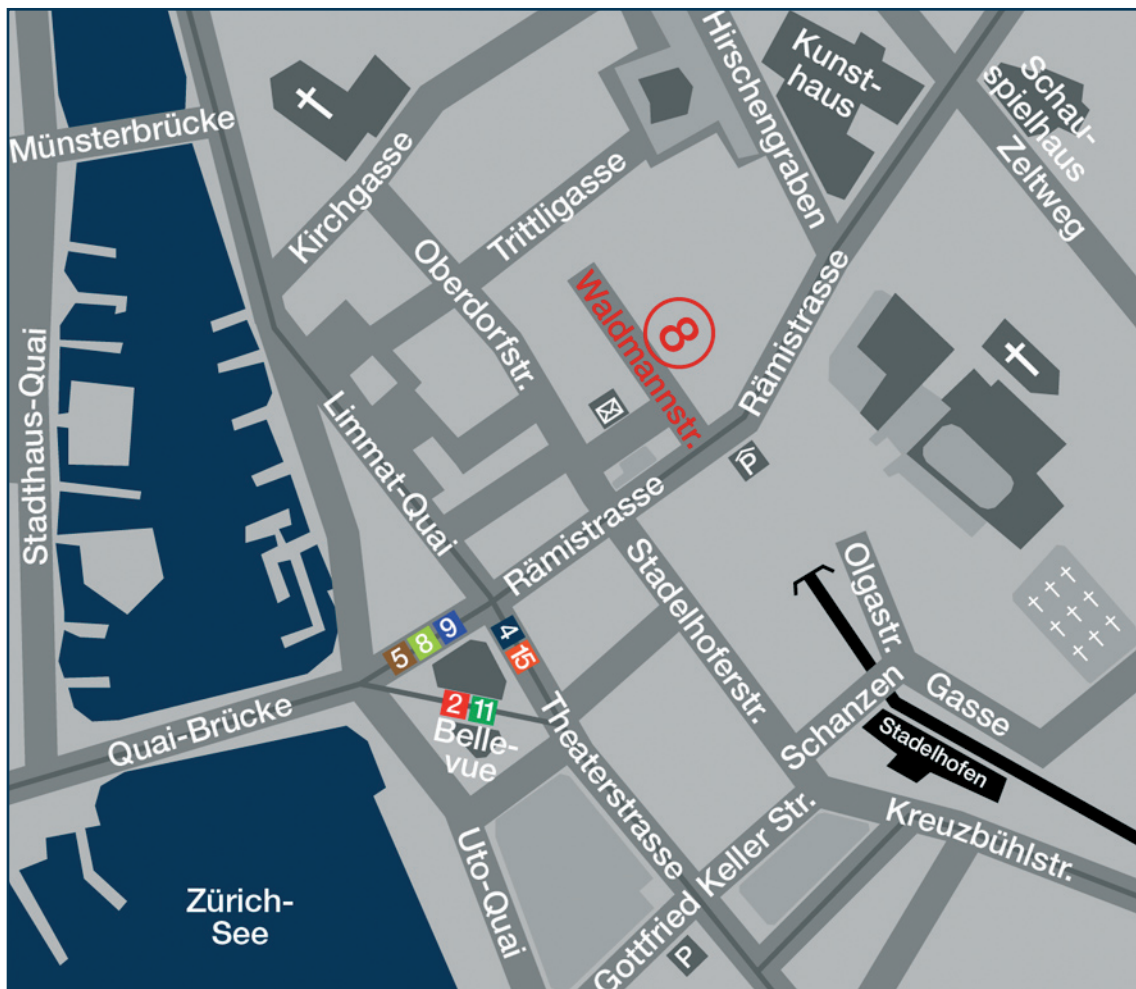 Hirschengraben
Kunst-
haus
Schau-
spielhaus
Zeltweg
Münsterbrücke
Kirchgasse
Trittligasse
Oberdorfstr.
Waldmannstr.
8
Rämistrasse
Stadthaus-Quai
Limmat-Quai
P
Rämistrasse
Stadelhoferstr.
Olgastr.
5
8
9
4
15
2
11
Belle-
vue
Quai-Brücke
Theaterstrasse
Schanzen
Gasse
Stadelhofen
Kreuzbühlstr.
Uto-Quai
Gottfried Keller Str.
P
Zürich-
See